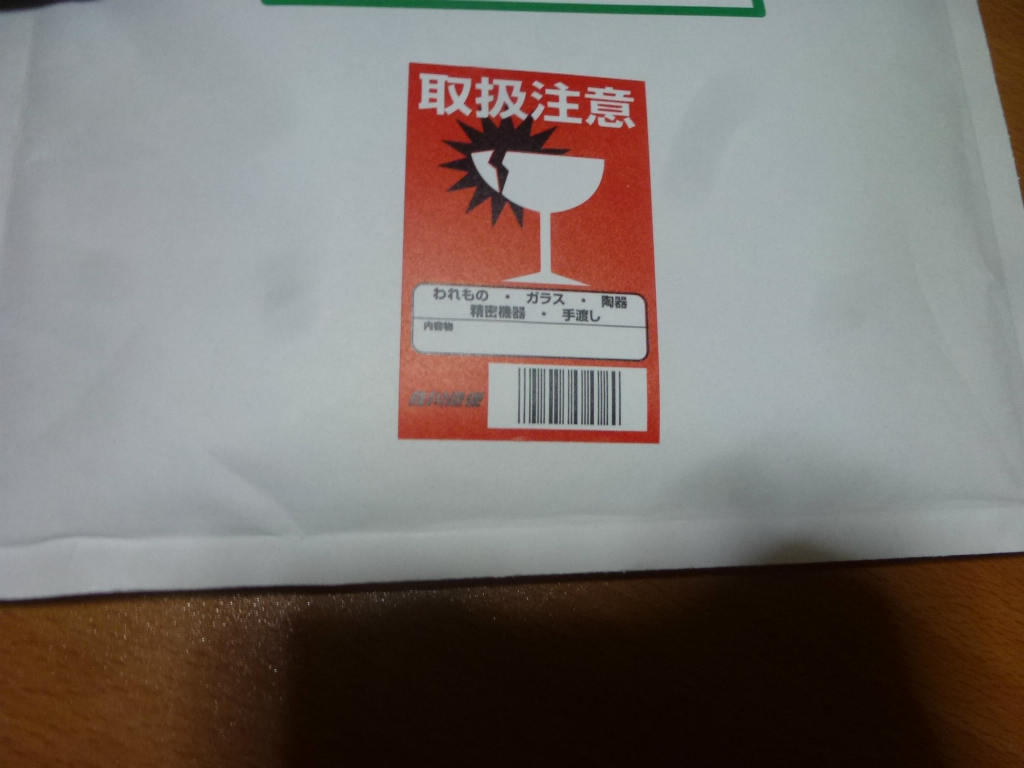 取扱注意
われもの ・ ガラス ・ 陶器
精密機器 ・ 手渡し
内容物